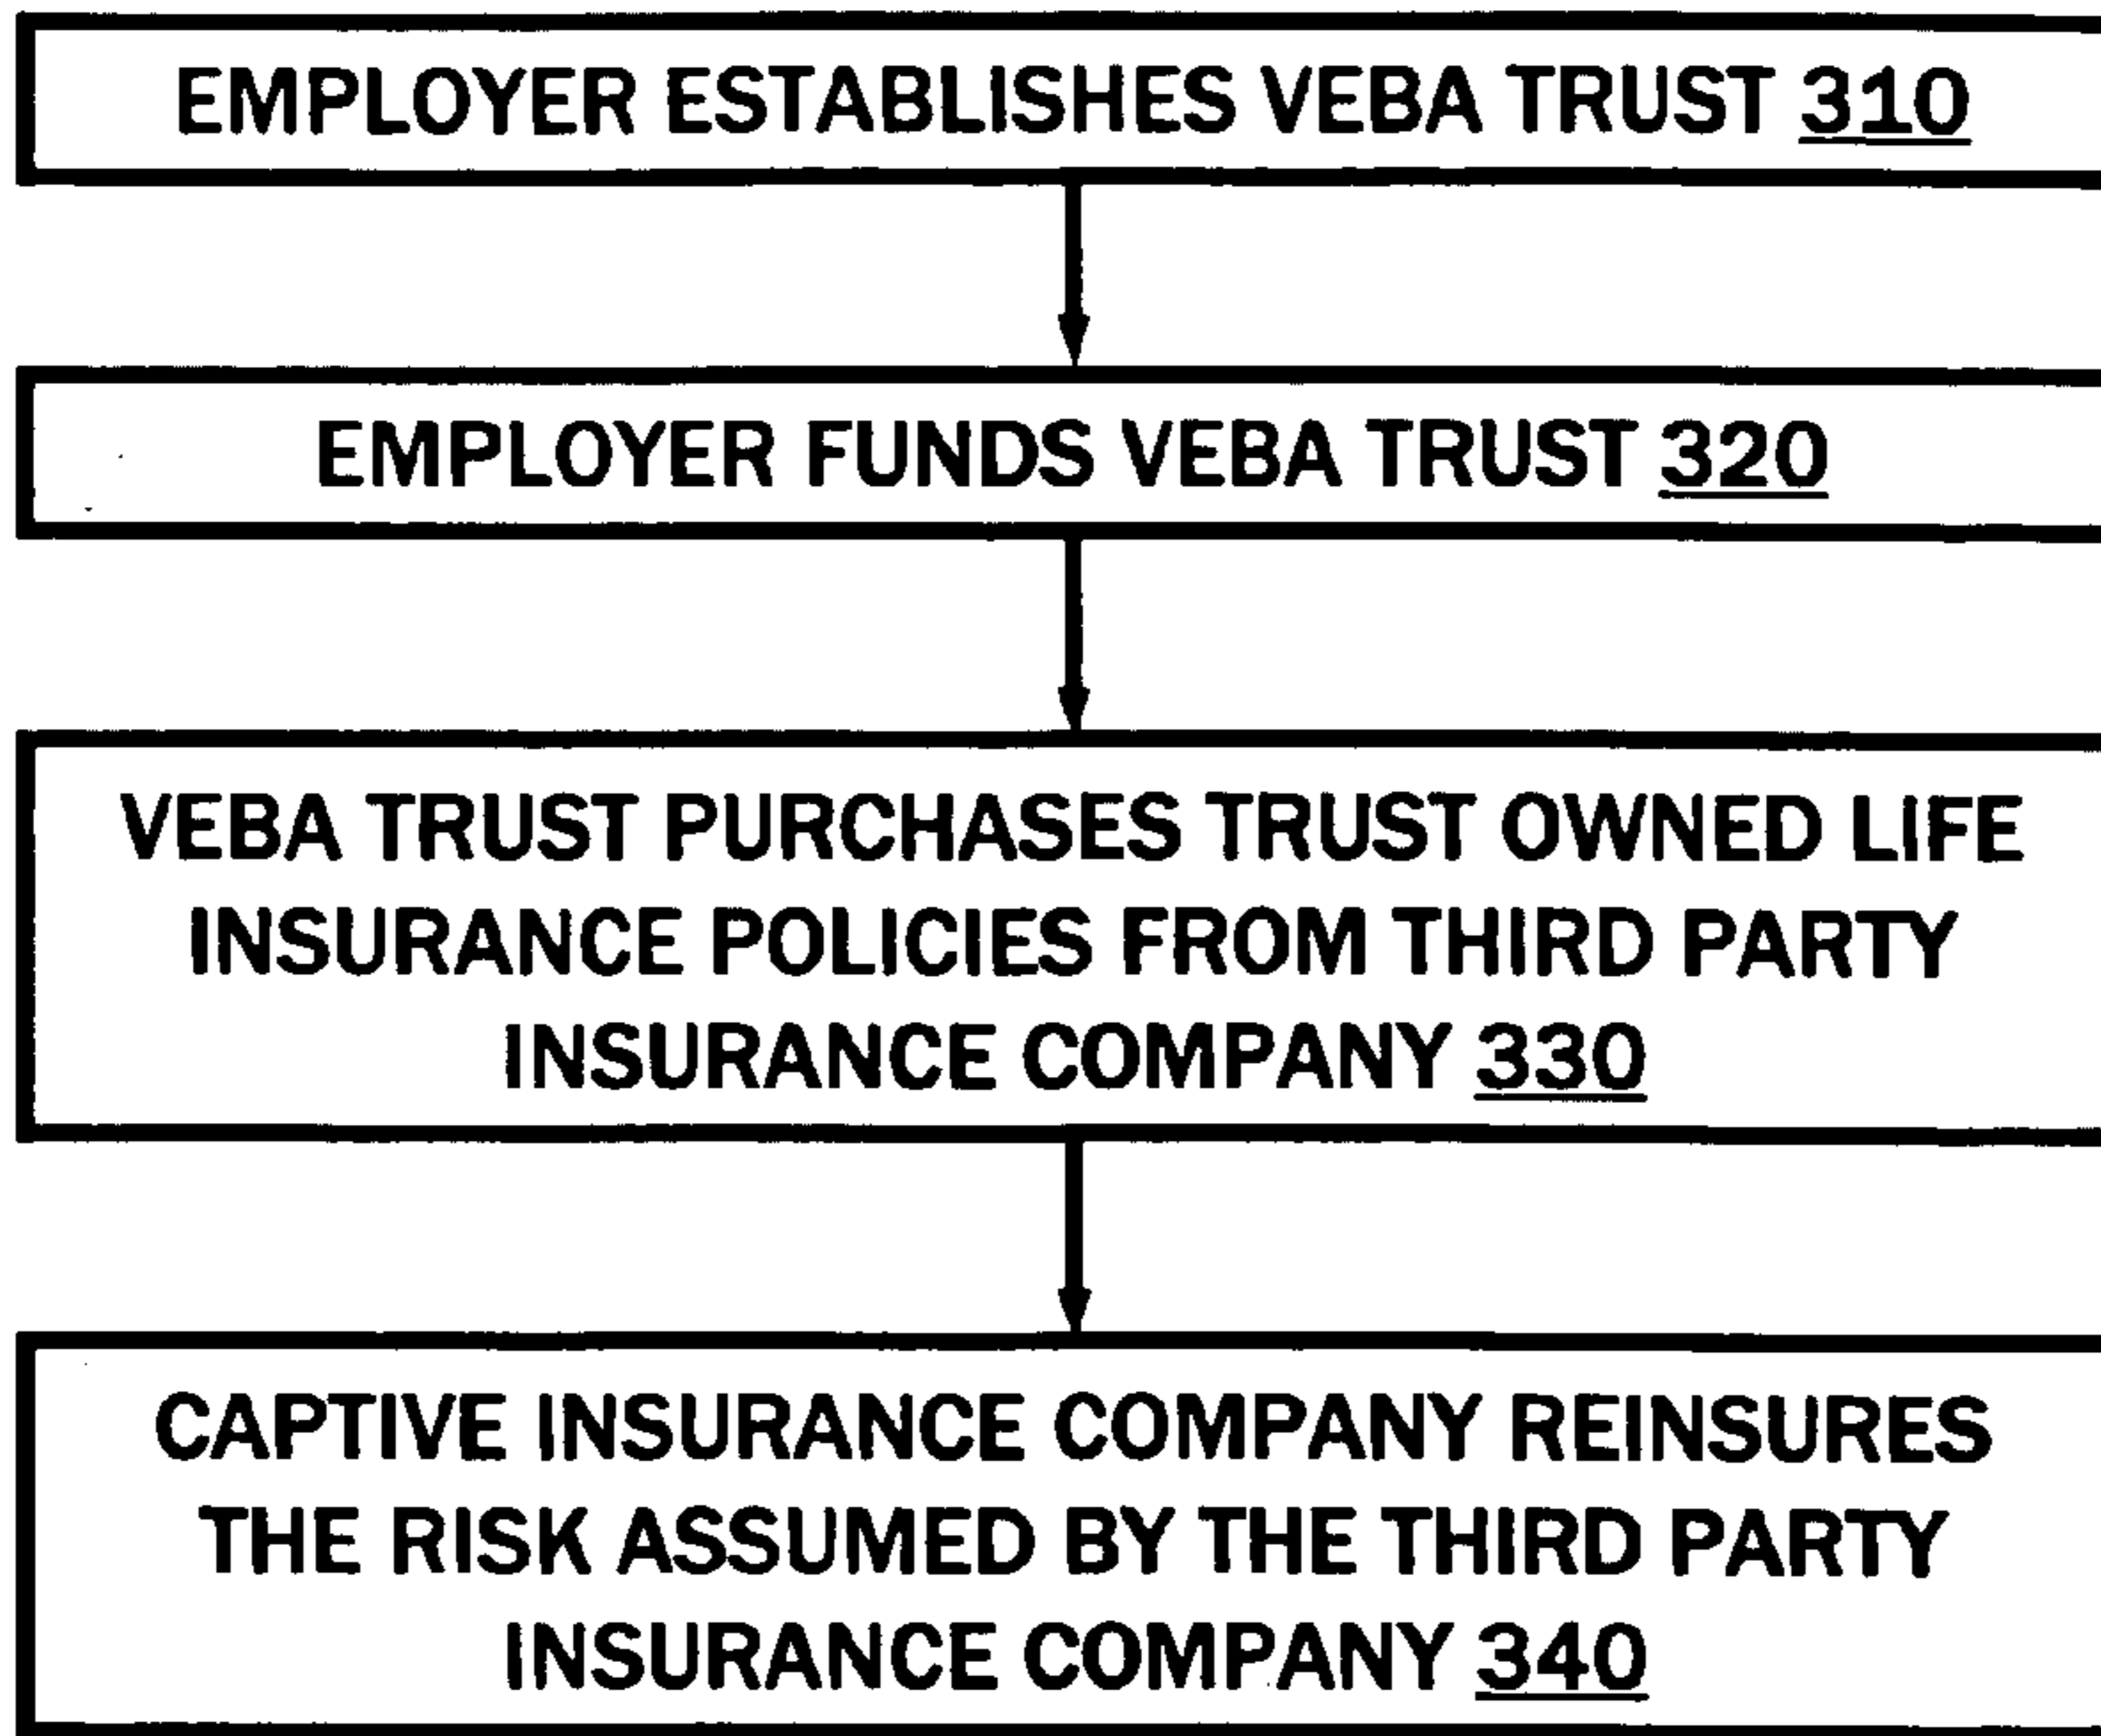 EMPLOYER ESTABLISHES VEBA TRUST 310
EMPLOYER FUNDS VEBA TRUST 320
VEBA TRUST PURCHASES TRUST OWNED LIFE
INSURANCE POLICIES FROM THIRD PARTY
INSURANCE COMPANY 330
CAPTIVE INSURANCE COMPANY REINSURES
THE RISK ASSUMED BY THE THIRD PARTY
INSURANCE COMPANY 340